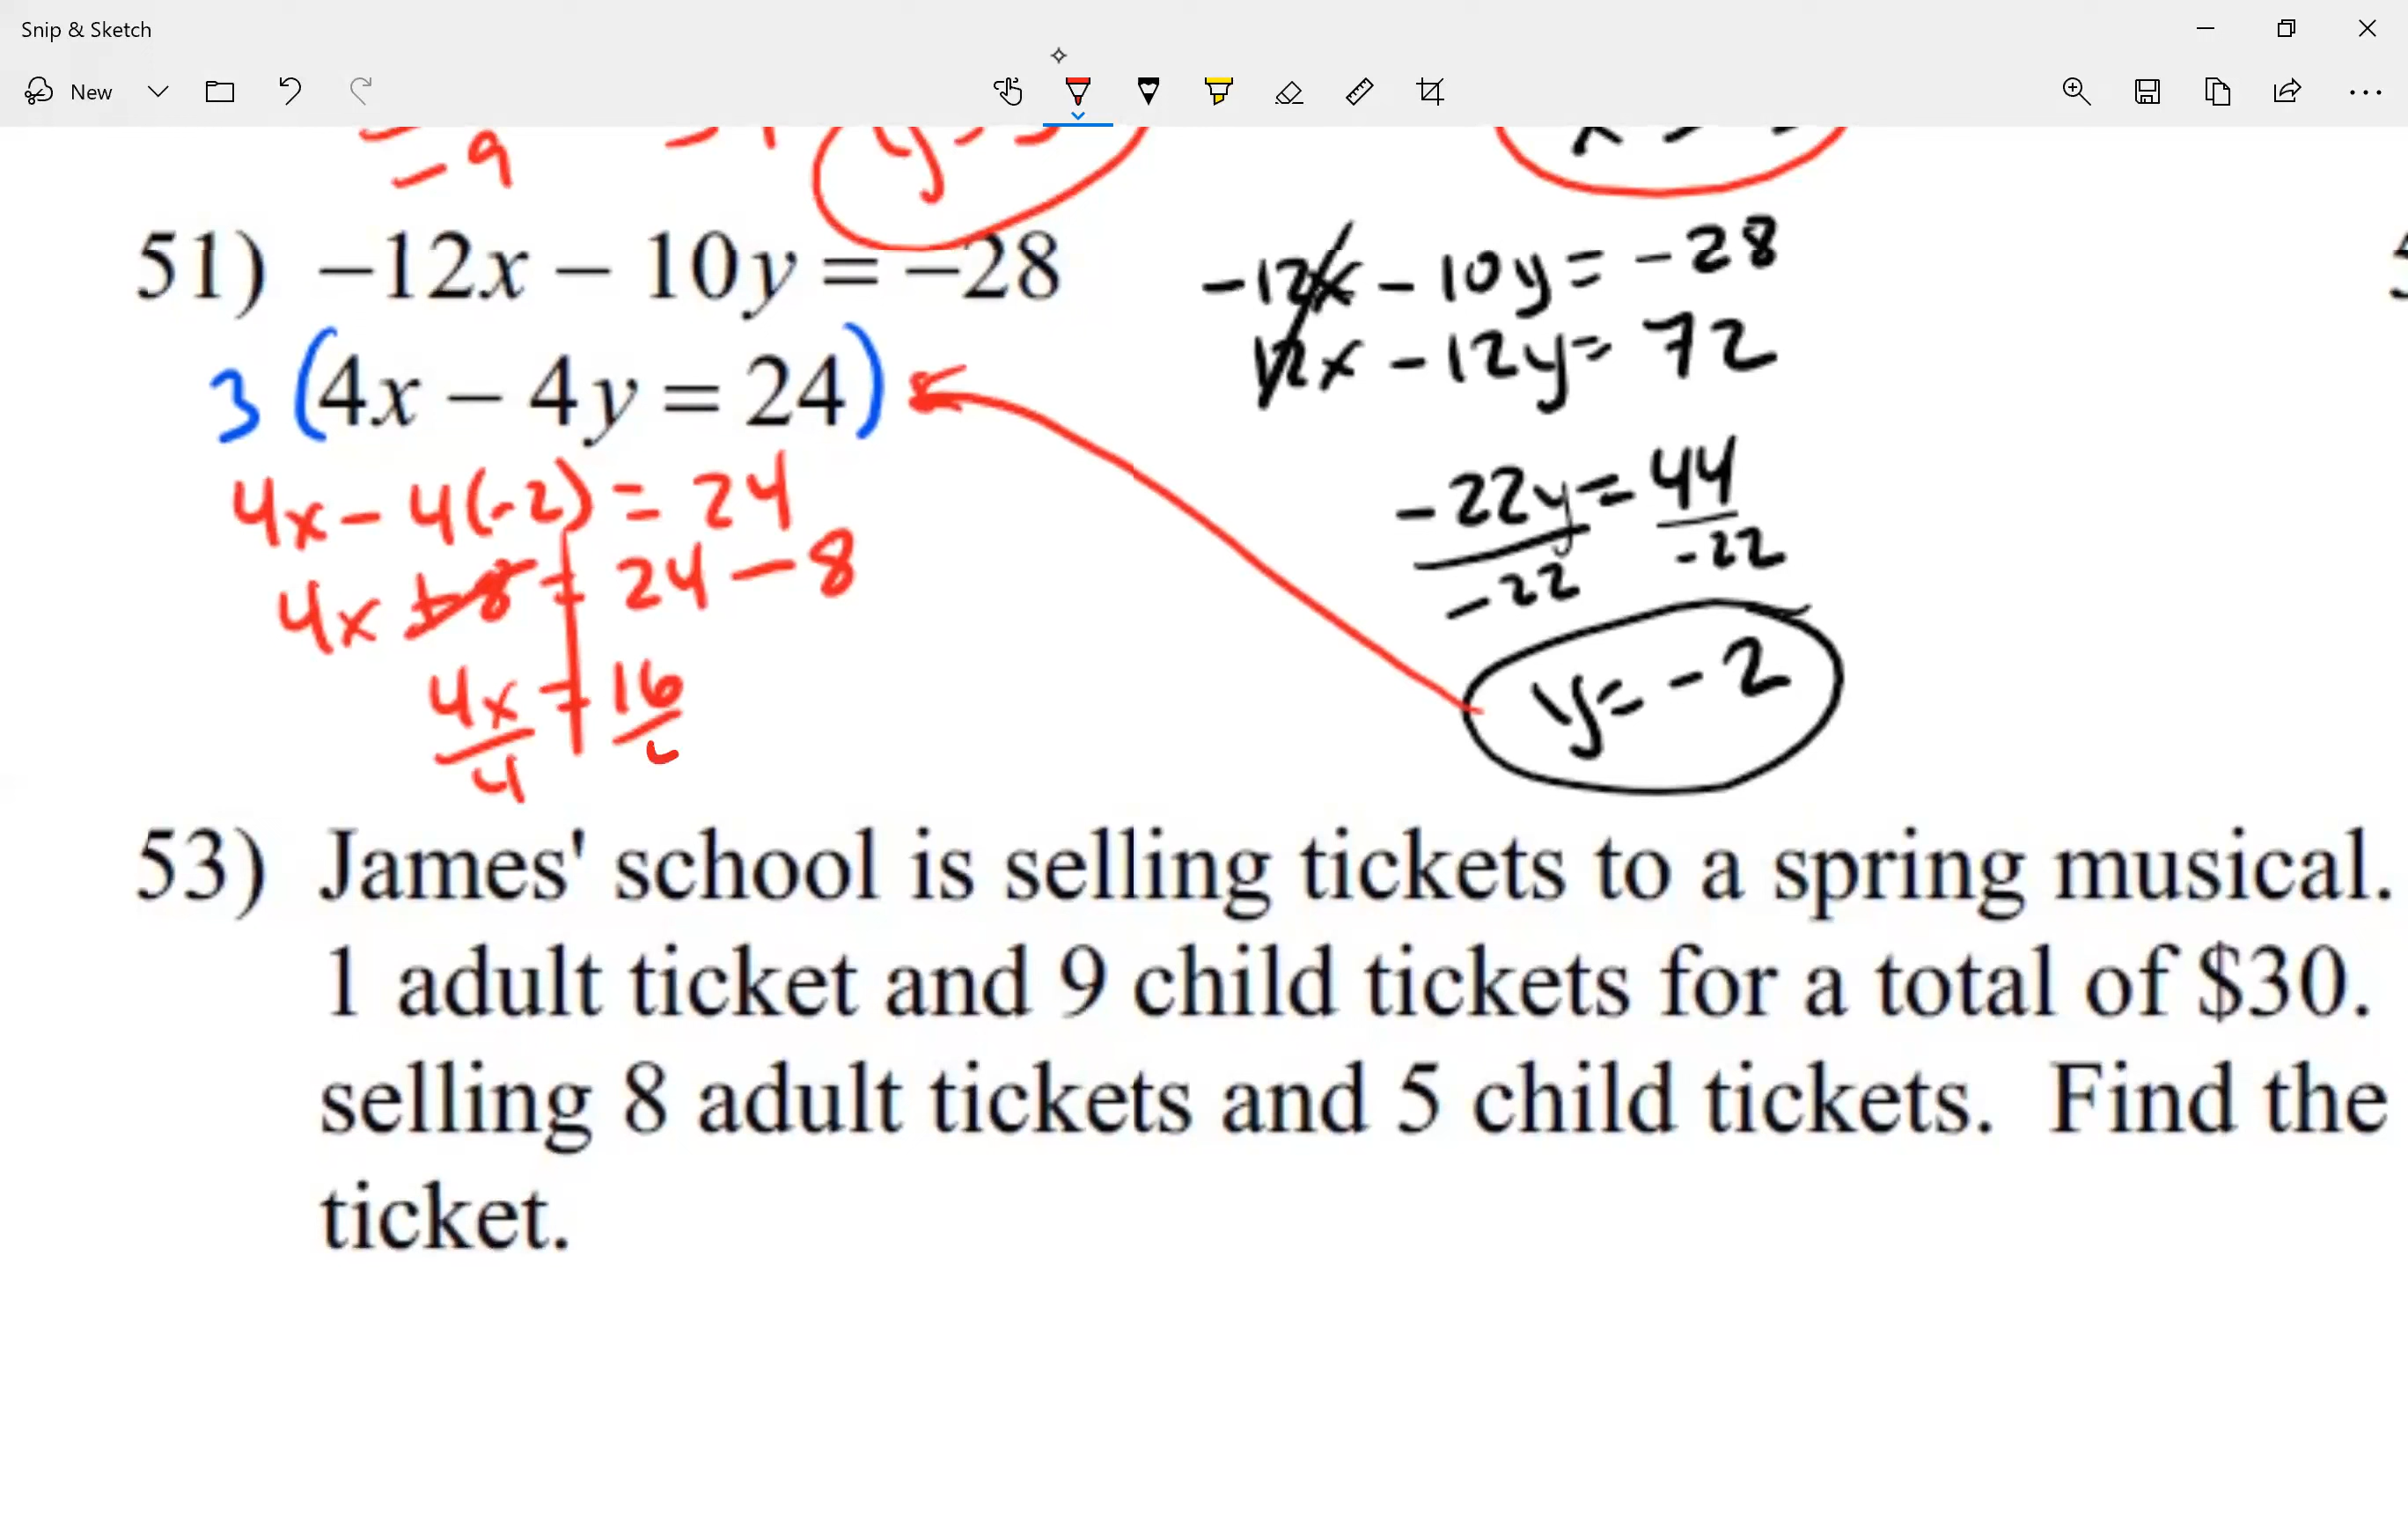 Snip & Sketch
New
-9
51) −12x − 10y = −28
3 (4x − 4y = 24)
4x - 4(-2) = 24
4x +8 = 24 - 8
4x = 16
4
-12x - 10y = -28
12x - 12y = 72
-22y = 44
-22 -22
y = -2
53) James' school is selling tickets to a spring musical.
1 adult ticket and 9 child tickets for a total of $30.
selling 8 adult tickets and 5 child tickets. Find the
ticket.